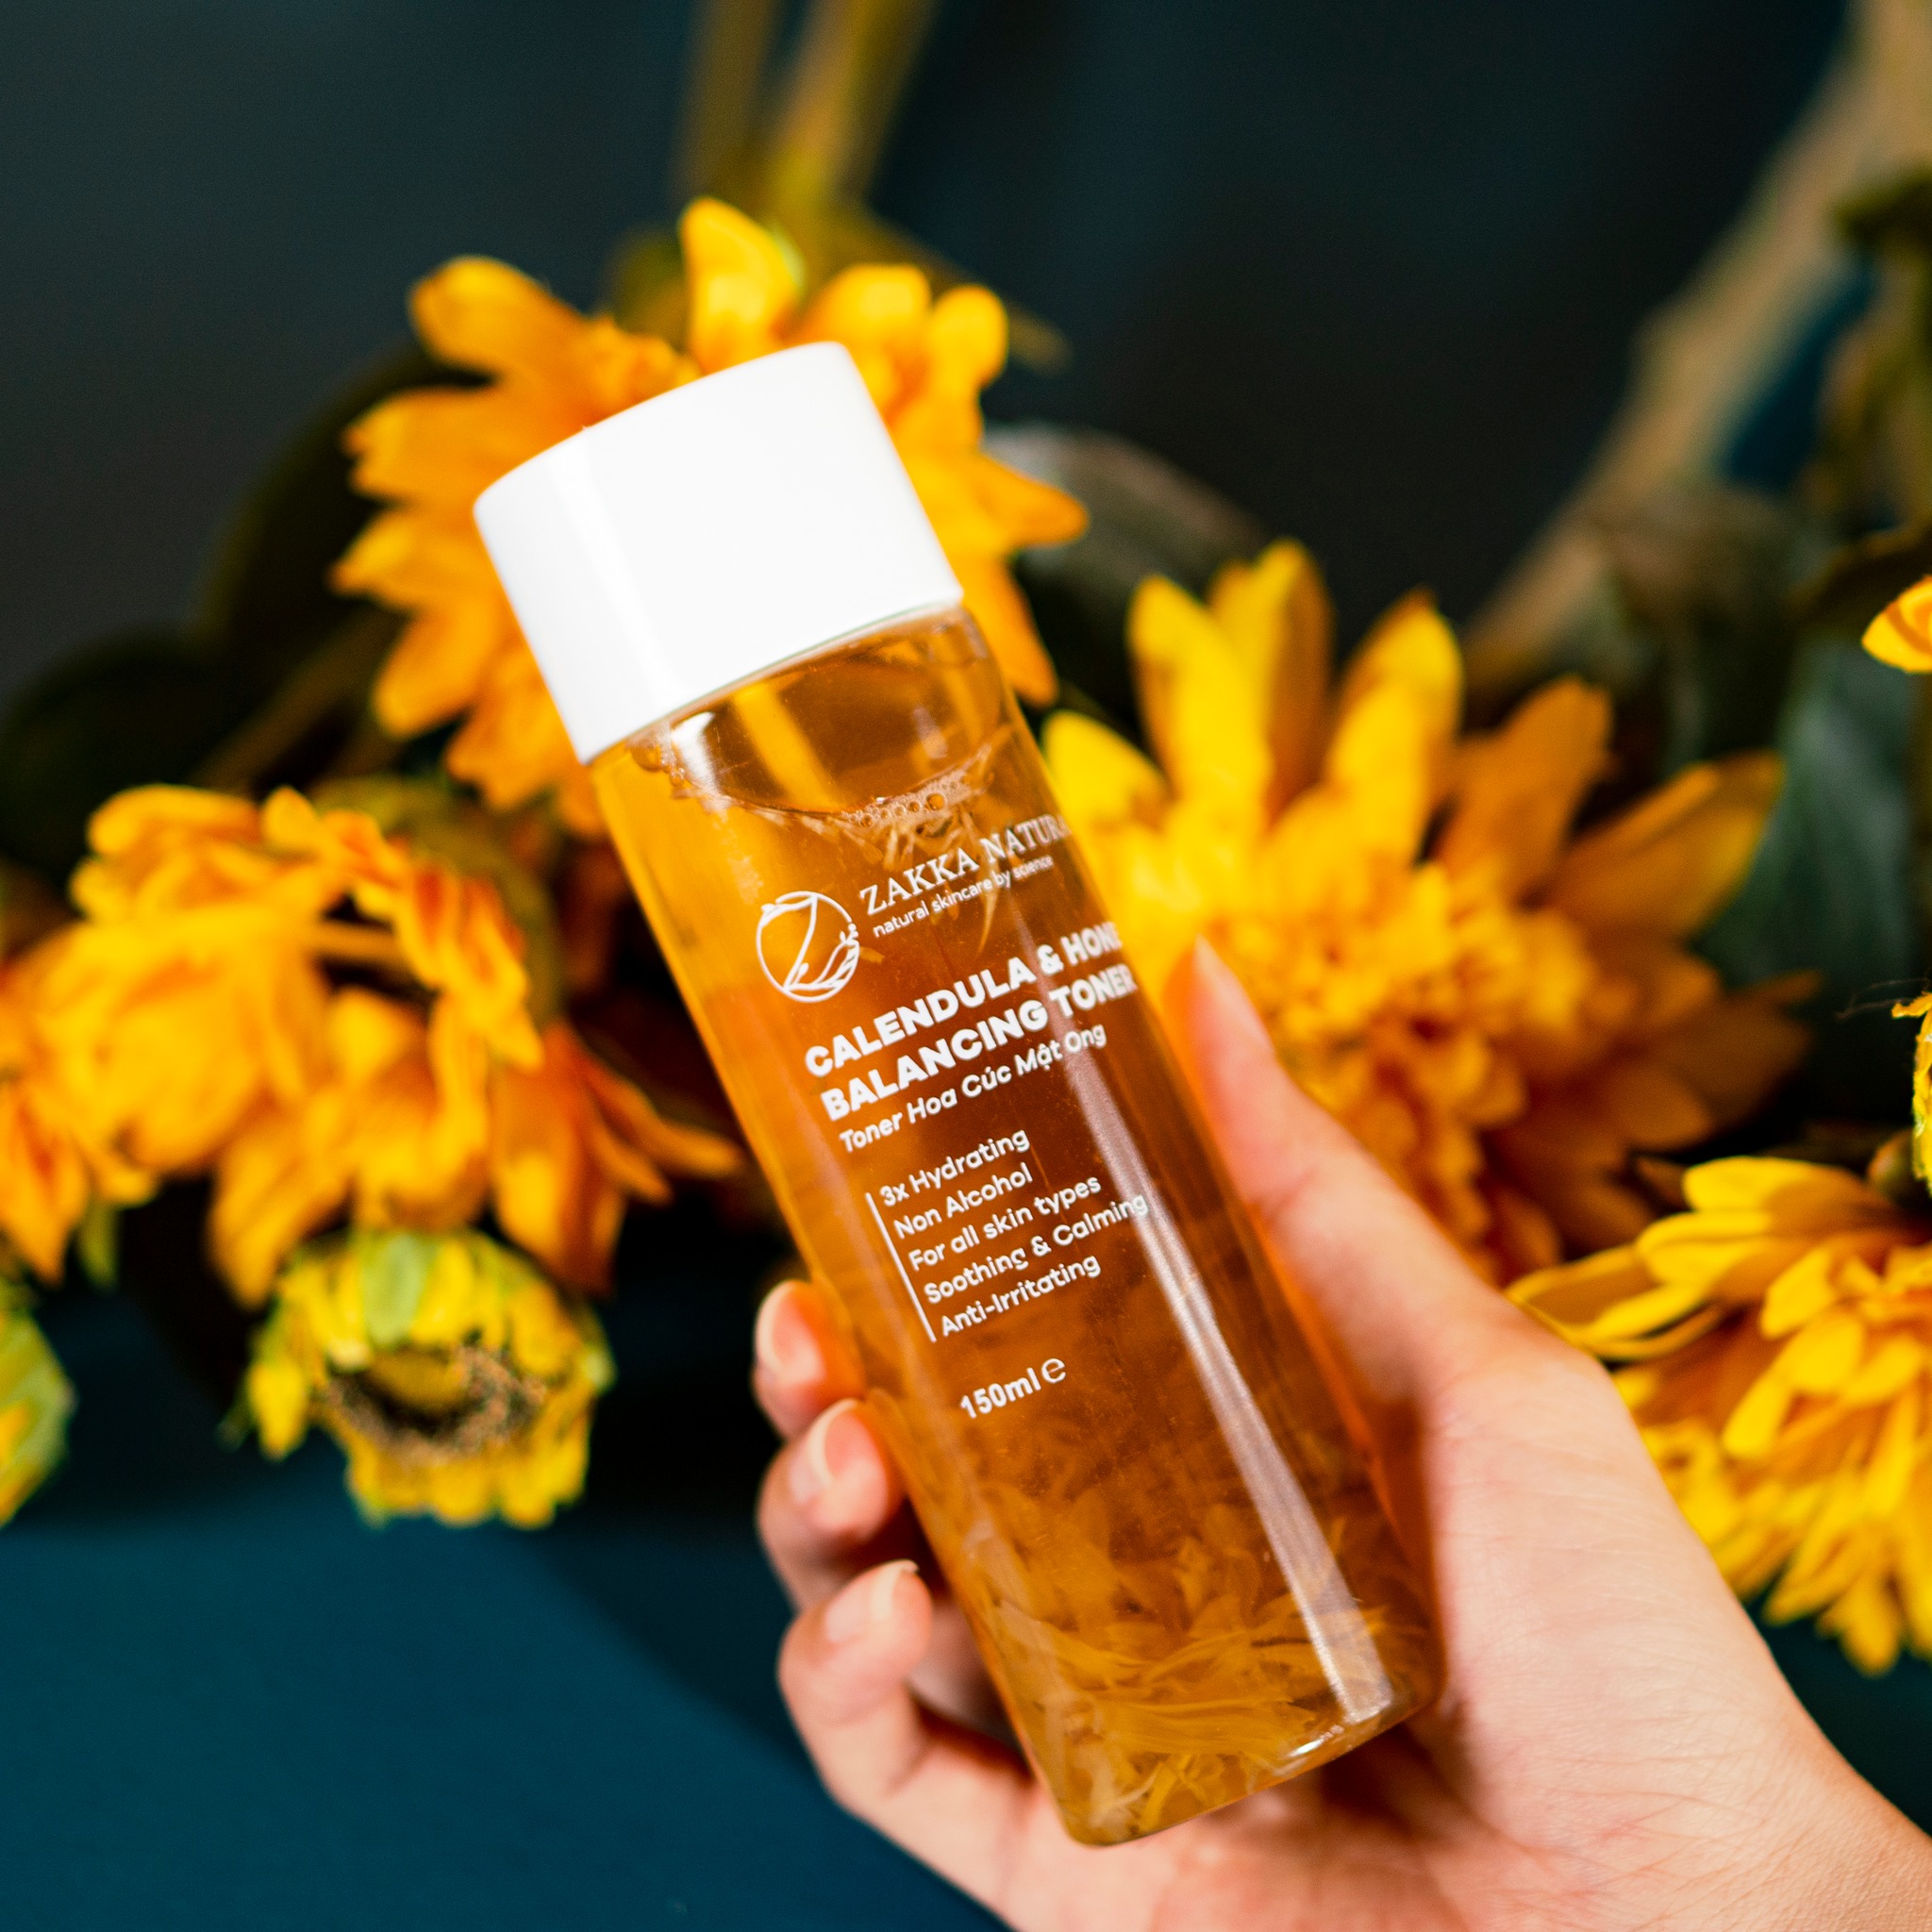 ZAKKA NATURA
natural skincare by science
CALENDULA & HONE
BALANCING TONER
Toner Hoa Cúc Mật Ong
3x Hydrating
Non Alcohol
For all skin types
Soothing & Calming
Anti-Irritating
150ml ℮